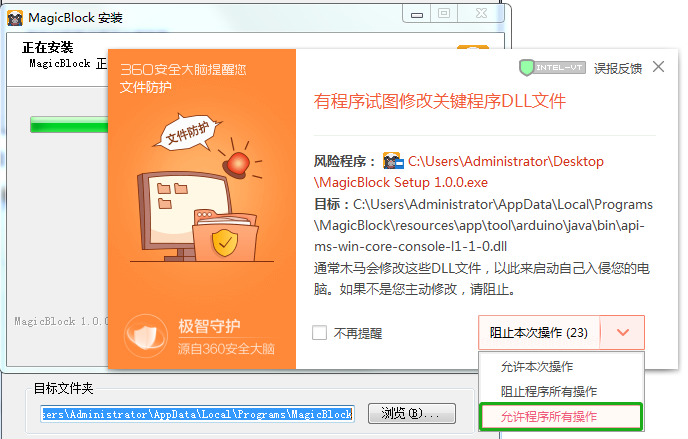 MagicBlock 安装
正在安装
MagicBlock 正
360安全大脑提醒您
文件防护
文件防护
INTEL-VT 误报反馈
有程序试图修改关键程序DLL文件
风险程序： C:\Users\Administrator\Desktop
\MagicBlock Setup 1.0.0.exe
目标：C:\Users\Administrator\AppData\Local\Programs
\MagicBlock\resources\app\tool\arduino\java\bin\api-
ms-win-core-console-l1-1-0.dll
通常木马会修改这些DLL文件，以此来启动自己入侵您的电
脑。如果不是您主动修改，请阻止。
MagicBlock 1.0.0
极智守护
源自360安全大脑
不再提醒
阻止本次操作 (23)
允许本次操作
阻止程序所有操作
允许程序所有操作
目标文件夹
sers\Administrator\AppData\Local\Programs\MagicBlock
浏览(B)...